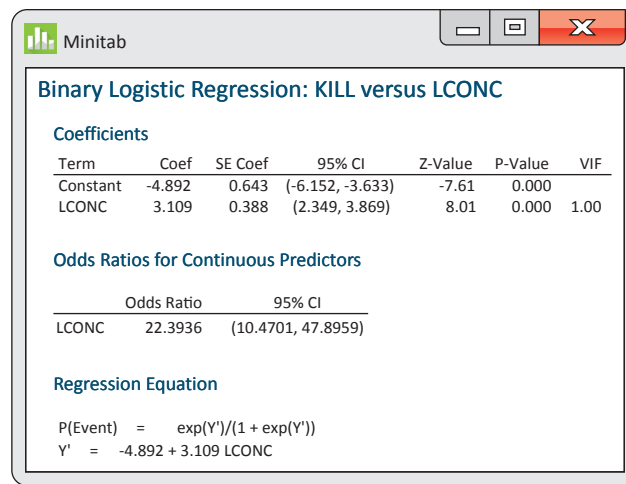 Minitab
Binary Logistic Regression: KILL versus LCONC
Coefficients
Term Coef SE Coef 95% CI Z-Value P-Value VIF
Constant -4.892 0.643 (-6.152, -3.633) -7.61 0.000
LCONC 3.109 0.388 (2.349, 3.869) 8.01 0.000 1.00
Odds Ratios for Continuous Predictors
Odds Ratio 95% CI
LCONC 22.3936 (10.4701, 47.8959)
Regression Equation
P(Event) = exp(Y')/(1 + exp(Y'))
Y' = -4.892 + 3.109 LCONC